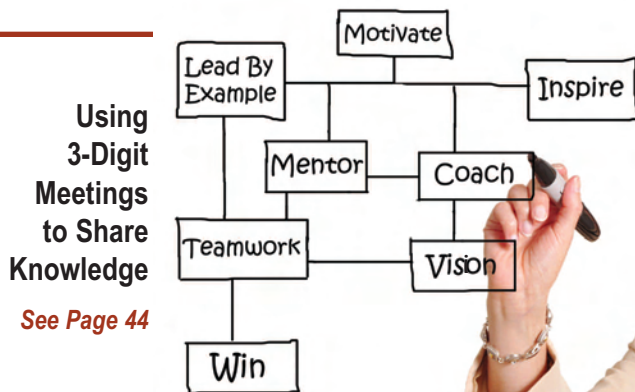 Using
3-Digit
Meetings
to Share
Knowledge
See Page 44
Motivate
Lead By
Example
Inspire
Mentor
Coach
Teamwork
Vision
Win